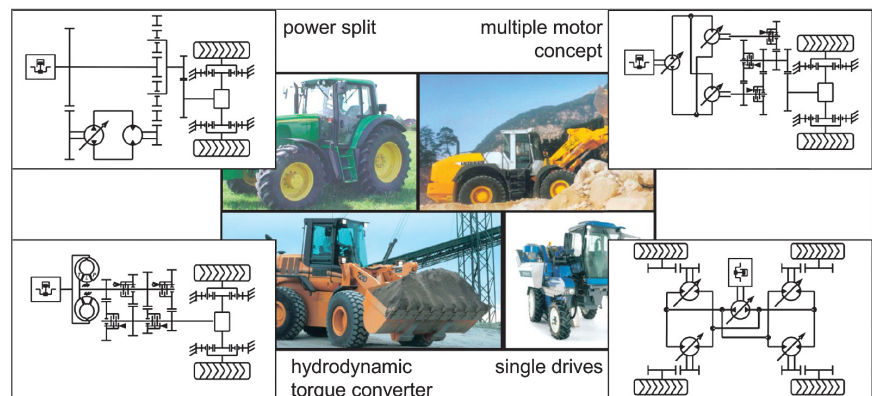 power split
multiple motor
concept
hydrodynamic
torque converter
single drives